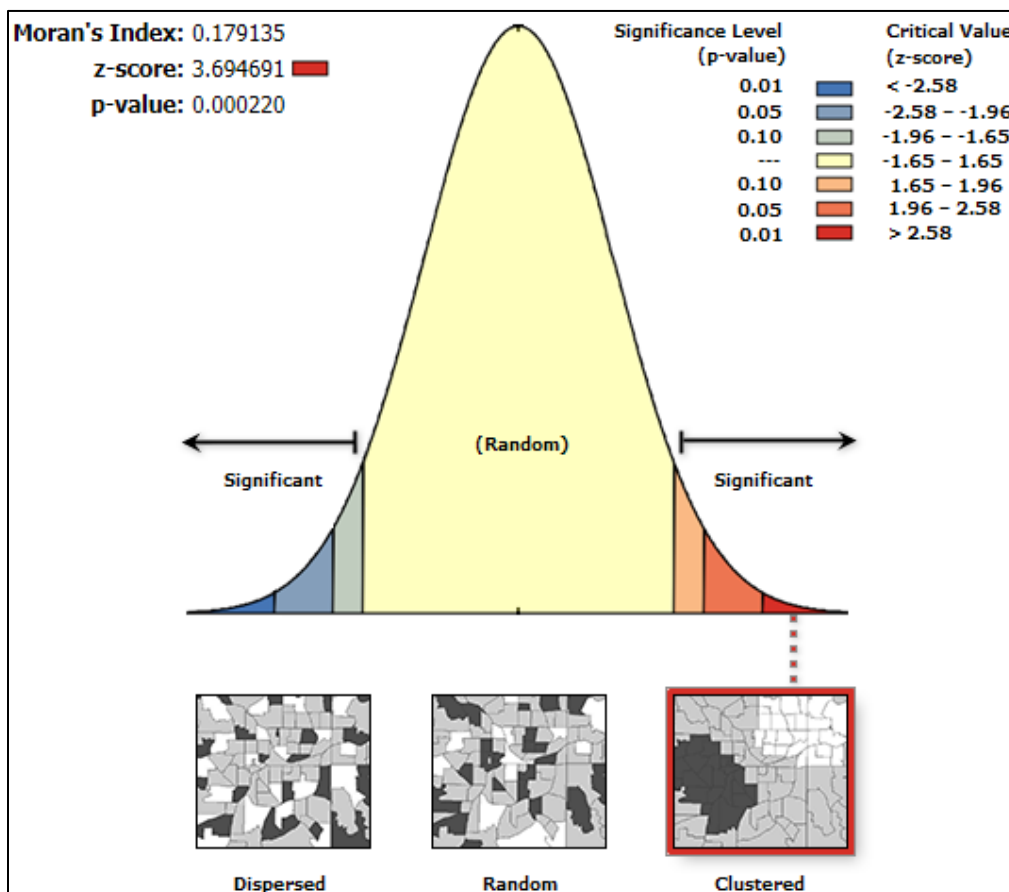 Moran's Index: 0.179135
z-score: 3.694691
p-value: 0.000220
Significance Level
(p-value)
Critical Value
(z-score)
0.01 < -2.58
0.05 -2.58 – -1.96
0.10 -1.96 – -1.65
--- -1.65 – 1.65
0.10 1.65 – 1.96
0.05 1.96 – 2.58
0.01 > 2.58
(Random)
Significant Significant
Dispersed Random Clustered